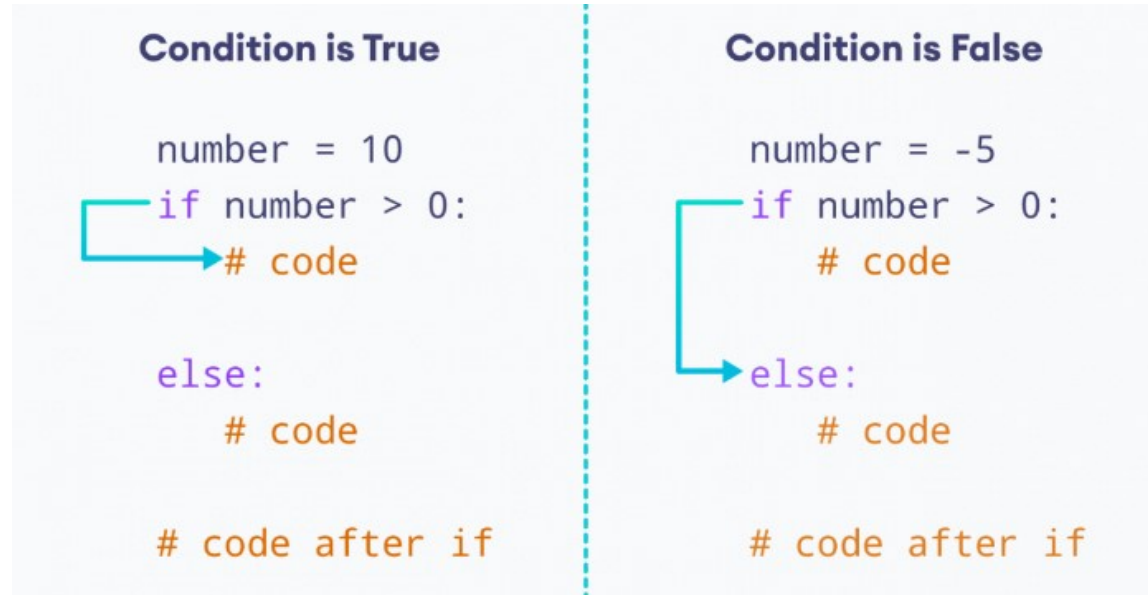 Condition is True
number = 10
if number > 0:
# code
else:
# code
# code after if
Condition is False
number = -5
if number > 0:
# code
else:
# code
# code after if